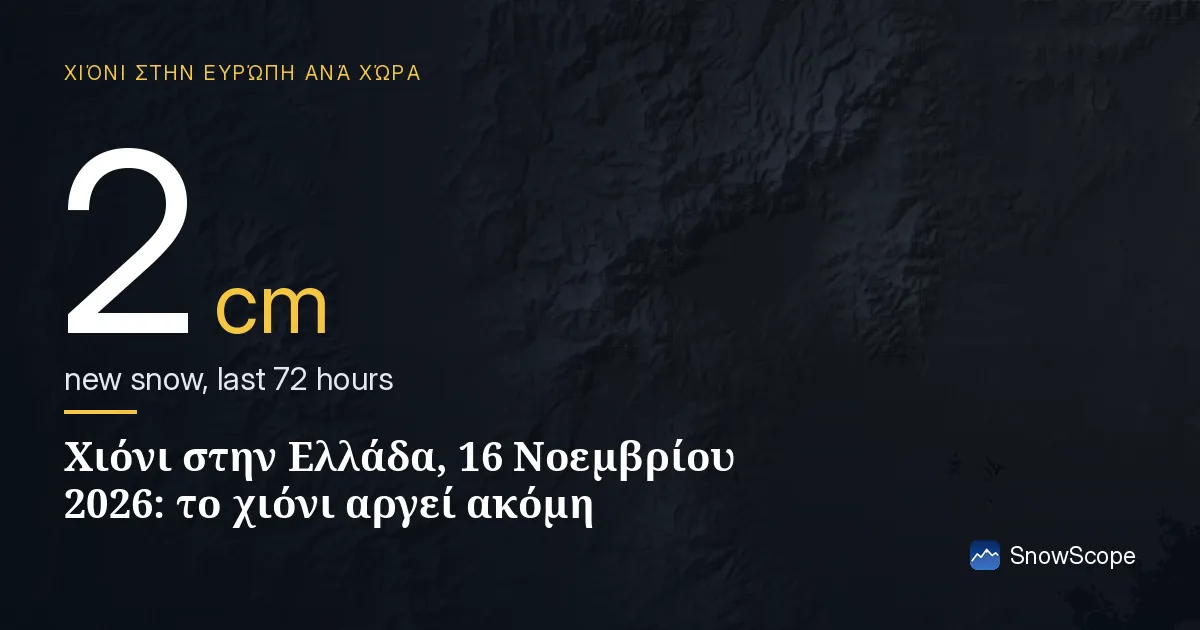 ΧΙΌΝΙ ΣΤΗΝ ΕΥΡΏΠΗ ΑΝΆ ΧΏΡΑ
2 cm
new snow, last 72 hours
Χιόνι στην Ελλάδα, 16 Νοεμβρίου
2026: το χιόνι αργεί ακόμη
SnowScope